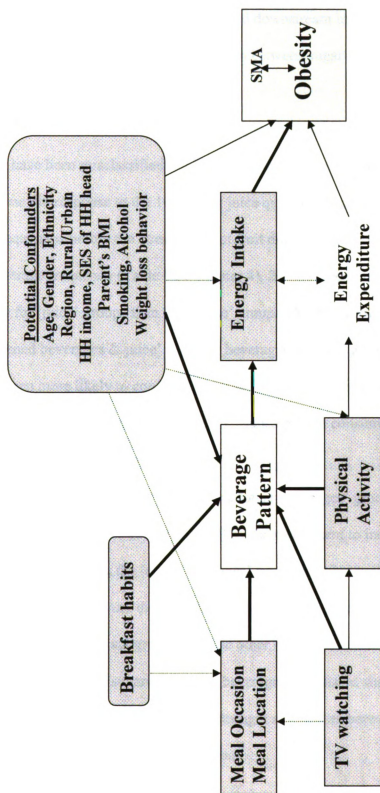 Potential Confounders
Age, Gender, Ethnicity
Region, Rural/Urban
HH income, SES of HH head
Parent's BMI
Smoking, Alcohol
Weight loss behavior
Breakfast habits
SMA
Obesity
Meal Occasion
Meal Location
Beverage
Pattern
Energy Intake
TV watching
Physical
Activity
Energy
Expenditure